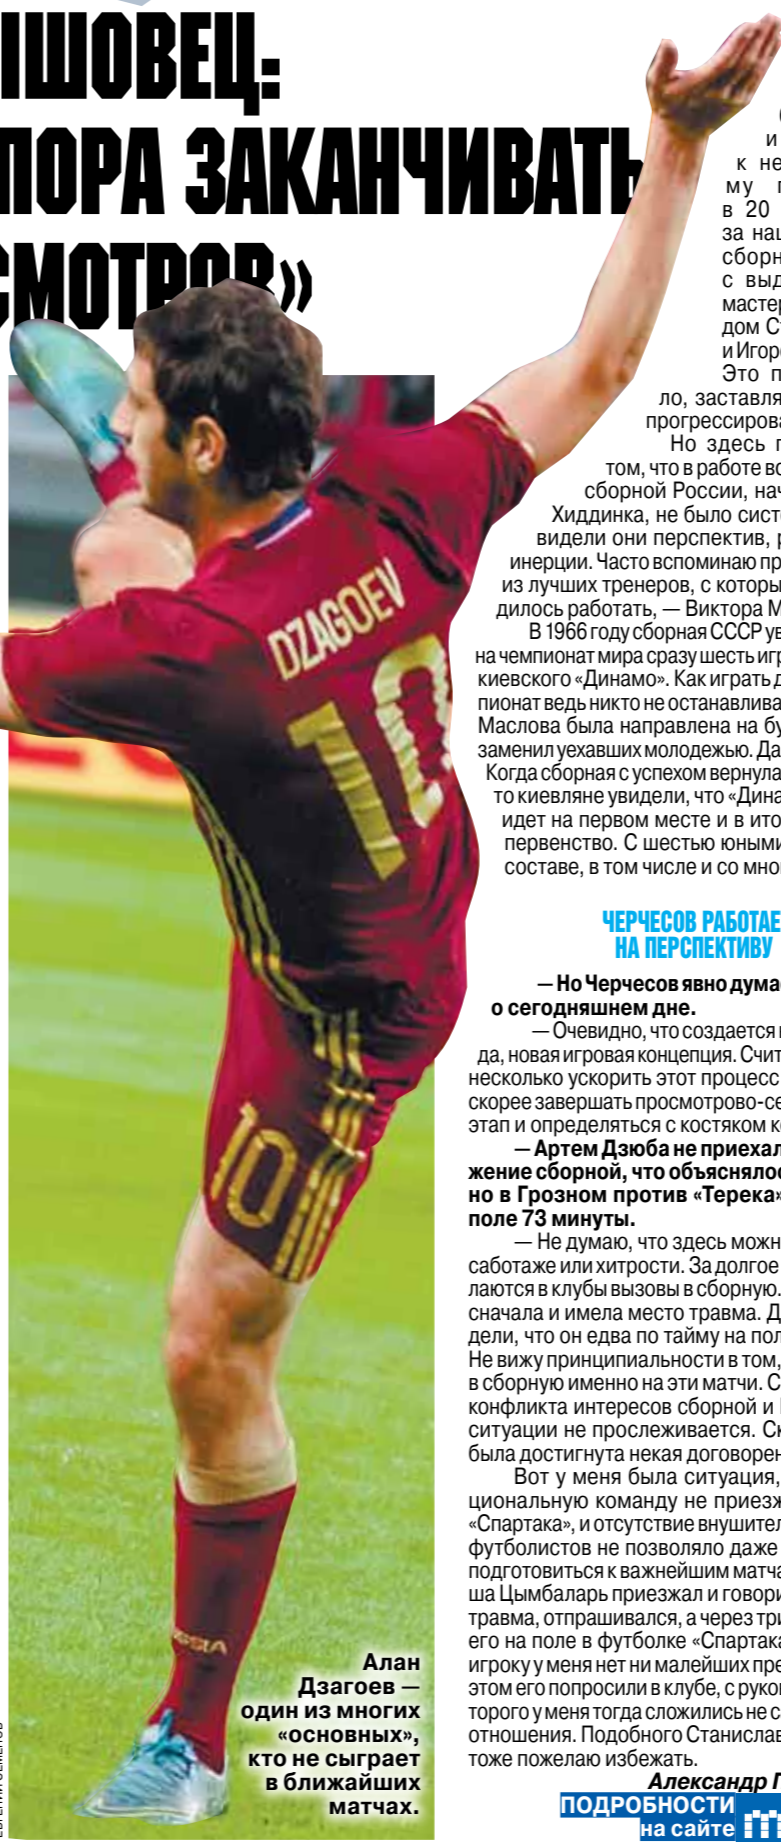 ШОВЕЦ:
ПОРА ЗАКАНЧИВАТЬ
СМОТРОВ»
и
к не
му
в 20
за наш
сборн
с выд
мастер
дом Ст
и Игоре
Это п
ло, заставля
прогрессирова
Но здесь п
том, что в работе вс
сборной России, нач
Хиддинка, не было сист
видели они перспектив, р
инерции. Часто вспоминаю пр
из лучших тренеров, с которы
дилось работать, — Виктора М
В 1966 году сборная СССР ув
на чемпионат мира сразу шесть игр
киевского «Динамо». Как играть д
пионат ведь никто не останавлива
Маслова была направлена на бу
заменил уехавших молодежью. Да
Когда сборная с успехом вернула
то киевляне увидели, что «Дина
идет на первом месте и в ито
первенство. С шестью юными
составе, в том числе и со мно
ЧЕРЧЕСОВ РАБОТАЕ
НА ПЕРСПЕКТИВУ
— Но Черчесов явно дума
о сегодняшнем дне.
— Очевидно, что создается
да, новая игровая концепция. Счит
несколько ускорить этот процесс
скорее завершать просмотрово-се
этап и определяться с костяком к
— Артем Дзюба не приехал
жение сборной, что объяснялос
но в Грозном против «Терека»
поле 73 минуты.
— Не думаю, что здесь можн
саботаже или хитрости. За долгое
лаются в клубы вызовы в сборную.
сначала и имела место травма. Д
дели, что он едва по тайму на пол
Не вижу принципиальности в том,
в сборную именно на эти матчи. С
конфликта интересов сборной и
ситуации не прослеживается. Ск
была достигнута некая договорен
Вот у меня была ситуация,
циональную команду не приезж
«Спартака», и отсутствие внушител
футболистов не позволяло даже
подготовиться к важнейшим матча
ша Цымбаларь приезжал и говори
травма, отпрашивался, а через три
его на поле в футболке «Спартака
игроку у меня нет ни малейших пре
этом его попросили в клубе, с руко
торого у меня тогда сложились не с
отношения. Подобного Станислав
тоже пожелаю избежать.
Александр П
ПОДРОБНОСТИ
на сайте
DZAGOEV
10
10
Алан
Дзагоев —
один из многих
«основных»,
кто не сыграет
в ближайших
матчах.